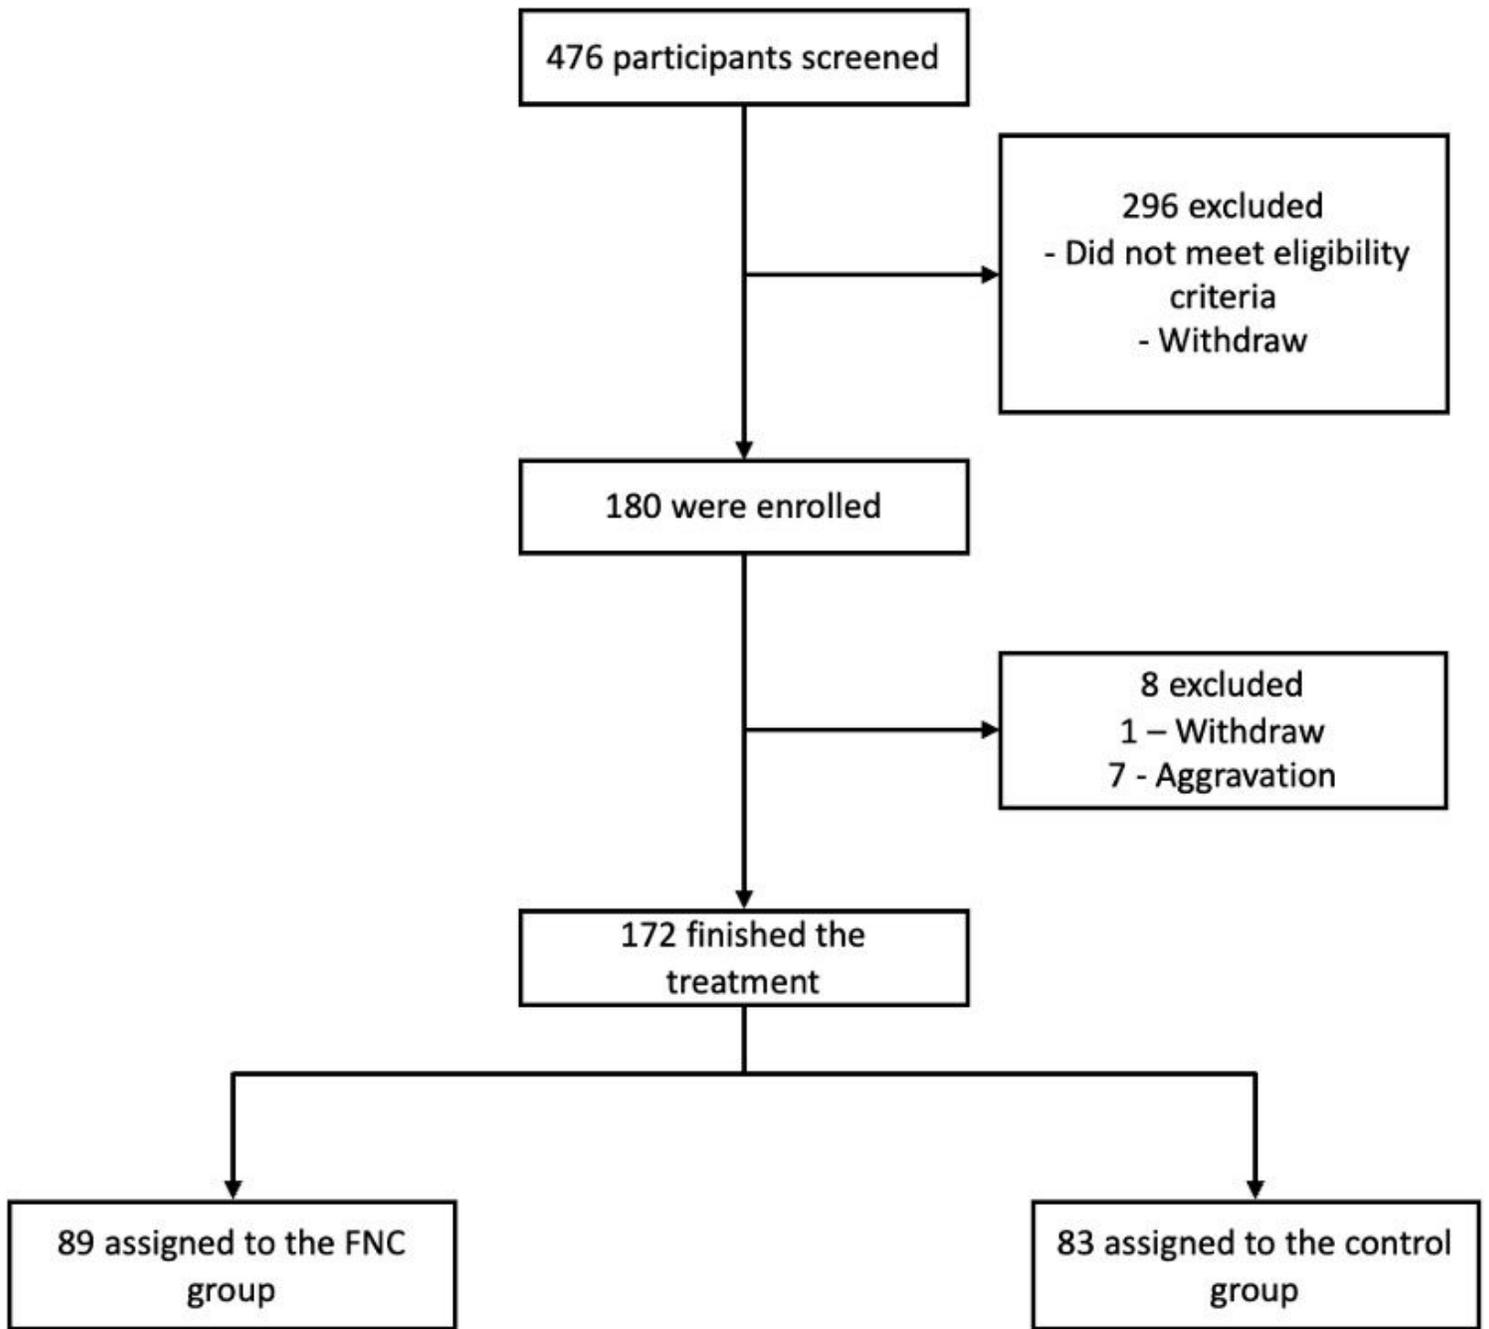 476 participants screened
296 excluded
- Did not meet eligibility
criteria
- Withdraw
180 were enrolled
8 excluded
1 – Withdraw
7 - Aggravation
172 finished the
treatment
89 assigned to the FNC
group
83 assigned to the control
group